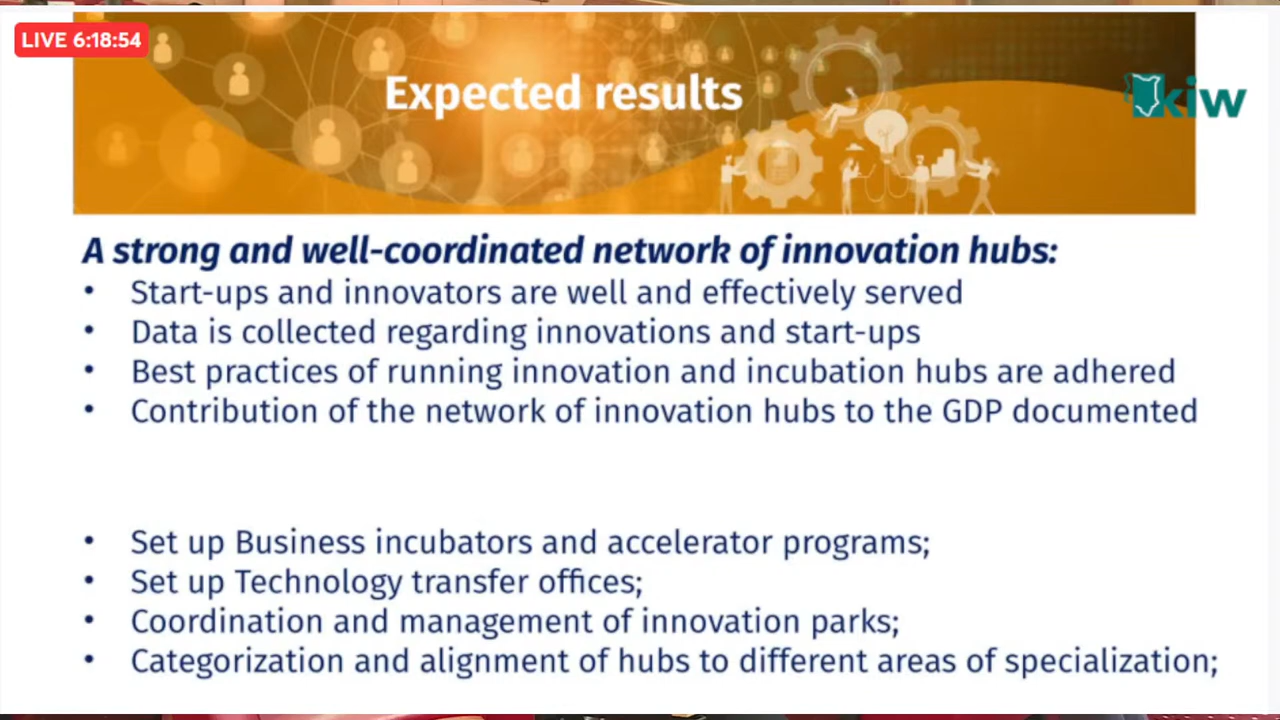 LIVE 6:18:54
Expected results
kiw
A strong and well-coordinated network of innovation hubs:
• Start-ups and innovators are well and effectively served
• Data is collected regarding innovations and start-ups
• Best practices of running innovation and incubation hubs are adhered
• Contribution of the network of innovation hubs to the GDP documented
• Set up Business incubators and accelerator programs;
• Set up Technology transfer offices;
• Coordination and management of innovation parks;
• Categorization and alignment of hubs to different areas of specialization;